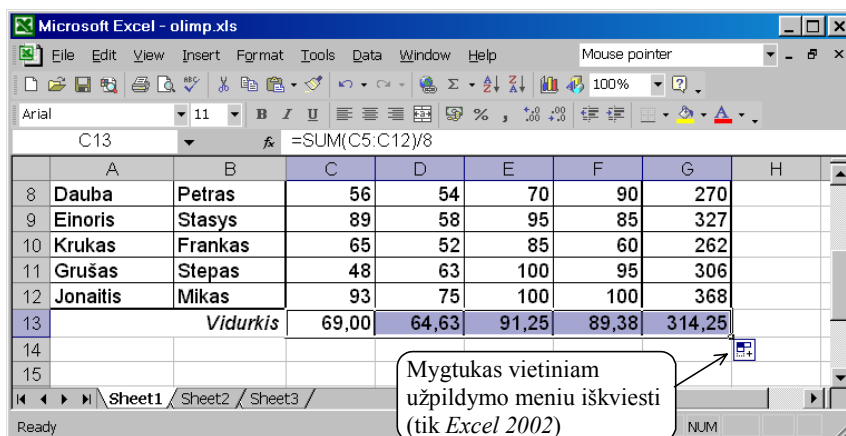 Microsoft Excel - olimp.xls
File Edit View Insert Format Tools Data Window Help Mouse pointer
100%
Arial 11 B I U % ,
C13 fx =SUM(C5:C12)/8
A B C D E F G H
8 Dauba Petras 56 54 70 90 270
9 Einoris Stasys 89 58 95 85 327
10 Krukas Frankas 65 52 85 60 262
11 Grušas Stepas 48 63 100 95 306
12 Jonaitis Mikas 93 75 100 100 368
13 Vidurkis 69,00 64,63 91,25 89,38 314,25
14
15
Mygtukas vietiniam
užpildymo meniu iškviesti
(tik Excel 2002)
Sheet1 Sheet2 Sheet3
Ready NUM